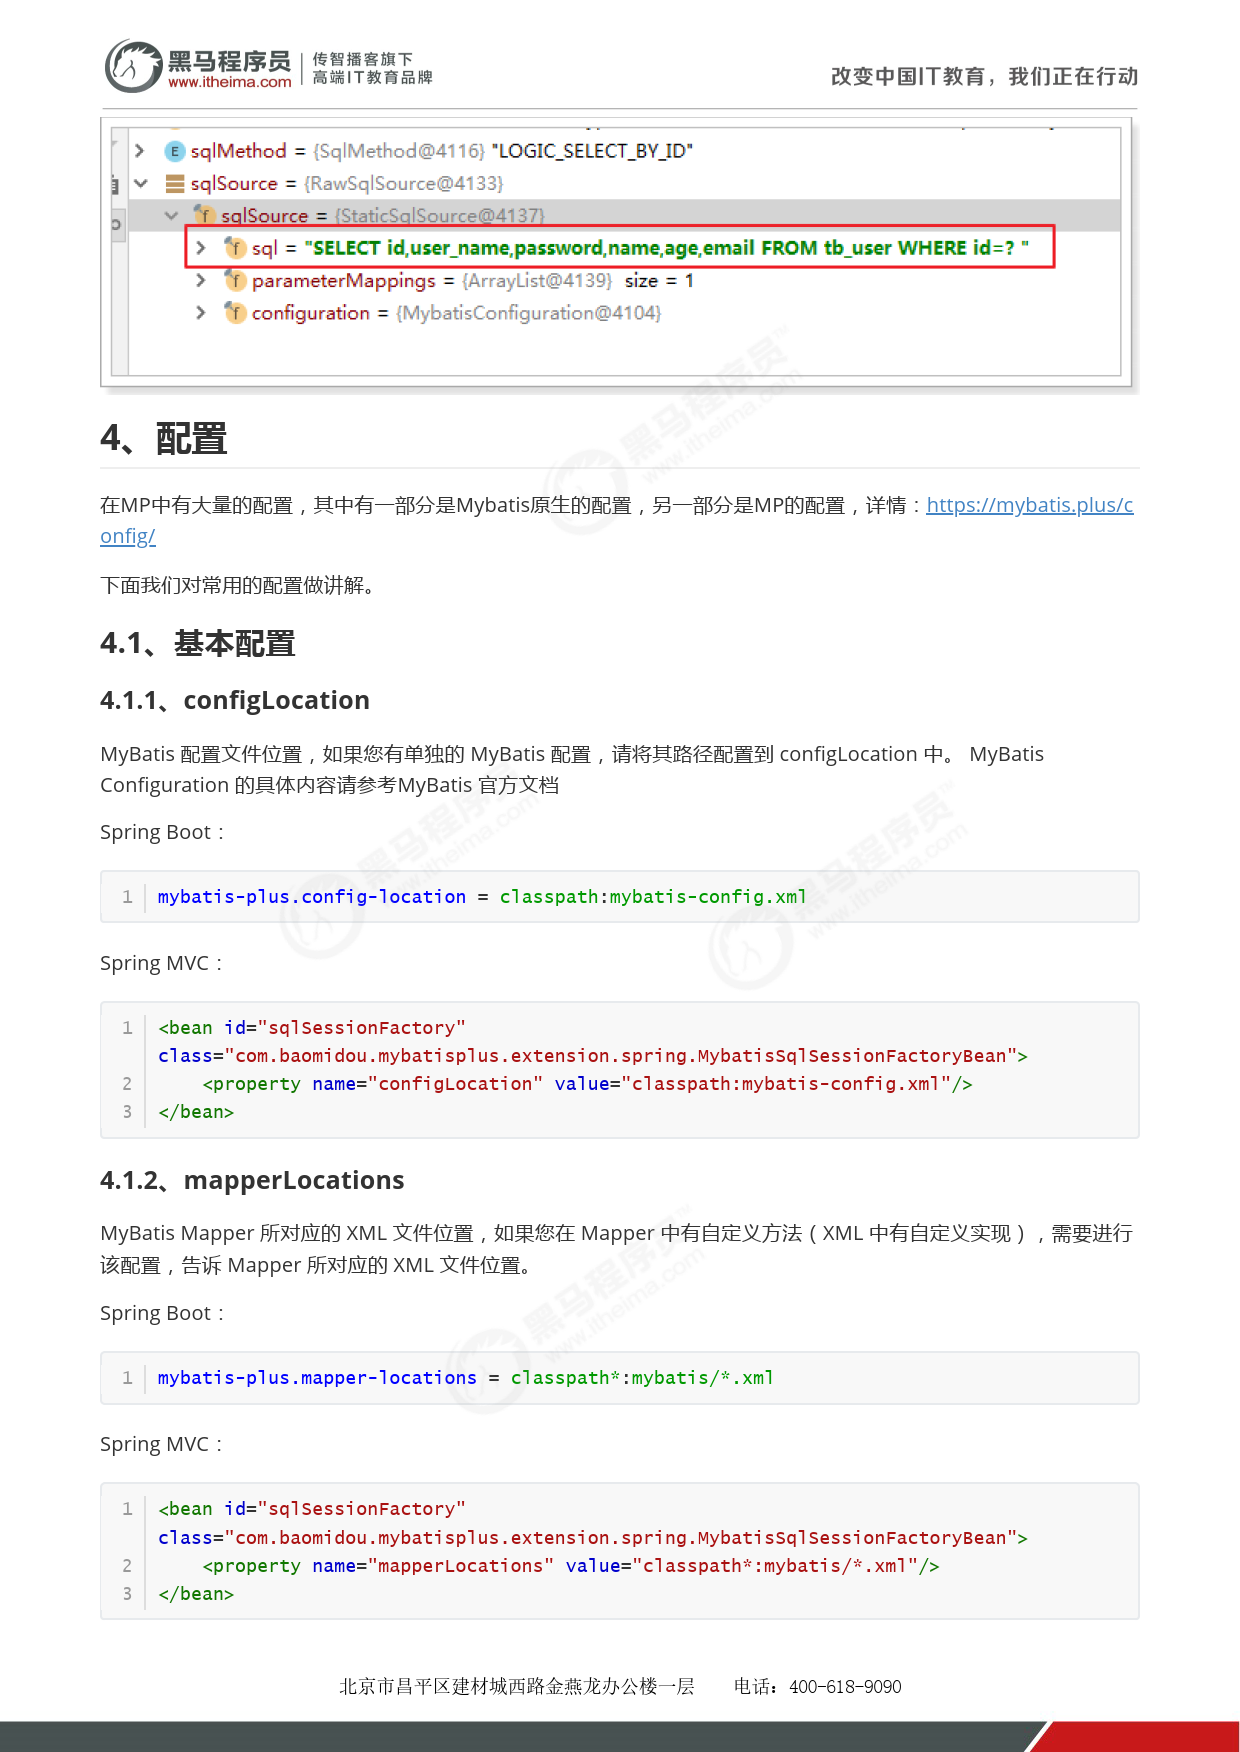 黑马程序员
www.itheima.com
传智播客旗下
高端IT教育品牌
改变中国IT教育，我们正在行动
sqlMethod = {SqlMethod@4116} "LOGIC_SELECT_BY_ID"
sqlSource = {RawSqlSource@4133}
sqlSource = {StaticSqlSource@4137}
sql = "SELECT id,user_name,password,name,age,email FROM tb_user WHERE id=? "
parameterMappings = {ArrayList@4139} size = 1
configuration = {MybatisConfiguration@4104}
4、配置
在MP中有大量的配置，其中有一部分是Mybatis原生的配置，另一部分是MP的配置，详情：https://mybatis.plus/c
onfig/
下面我们对常用的配置做讲解。
4.1、基本配置
4.1.1、configLocation
MyBatis 配置文件位置，如果您有单独的 MyBatis 配置，请将其路径配置到 configLocation 中。 MyBatis
Configuration 的具体内容请参考MyBatis 官方文档
Spring Boot：
1 mybatis-plus.config-location = classpath:mybatis-config.xml
Spring MVC：
1 <bean id="sqlSessionFactory"
class="com.baomidou.mybatisplus.extension.spring.MybatisSqlSessionFactoryBean">
2     <property name="configLocation" value="classpath:mybatis-config.xml"/>
3 </bean>
4.1.2、mapperLocations
MyBatis Mapper 所对应的 XML 文件位置，如果您在 Mapper 中有自定义方法（XML 中有自定义实现），需要进行
该配置，告诉 Mapper 所对应的 XML 文件位置。
Spring Boot：
1 mybatis-plus.mapper-locations = classpath*:mybatis/*.xml
Spring MVC：
1 <bean id="sqlSessionFactory"
class="com.baomidou.mybatisplus.extension.spring.MybatisSqlSessionFactoryBean">
2     <property name="mapperLocations" value="classpath*:mybatis/*.xml"/>
3 </bean>
北京市昌平区建材城西路金燕龙办公楼一层 电话：400-618-9090